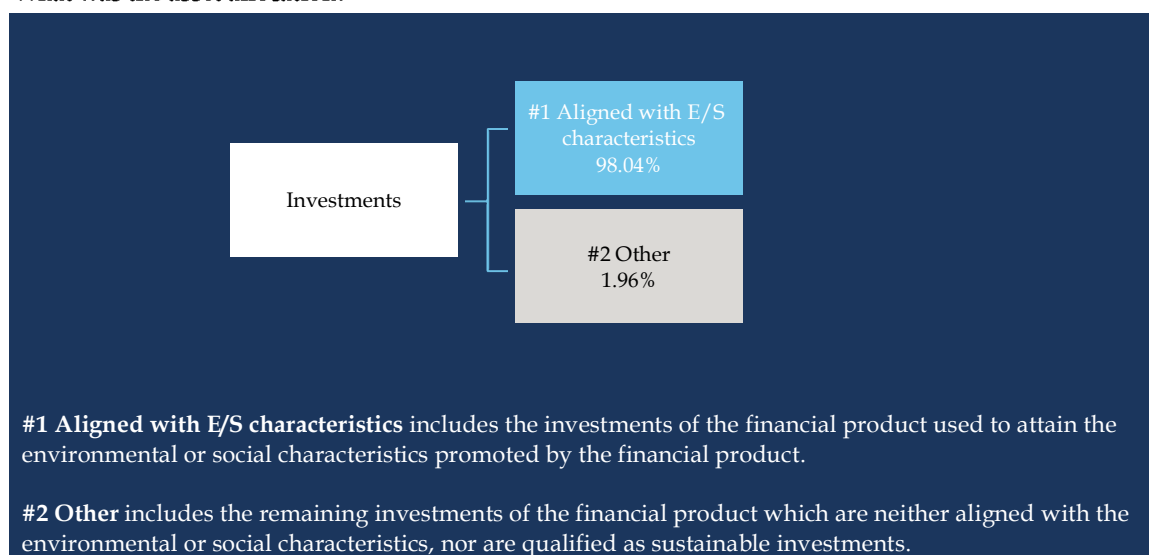 #1 Aligned with E/S
characteristics
98.04%
Investments
#2 Other
1.96%
#1 Aligned with E/S characteristics includes the investments of the financial product used to attain the
environmental or social characteristics promoted by the financial product.
#2 Other includes the remaining investments of the financial product which are neither aligned with the
environmental or social characteristics, nor are qualified as sustainable investments.